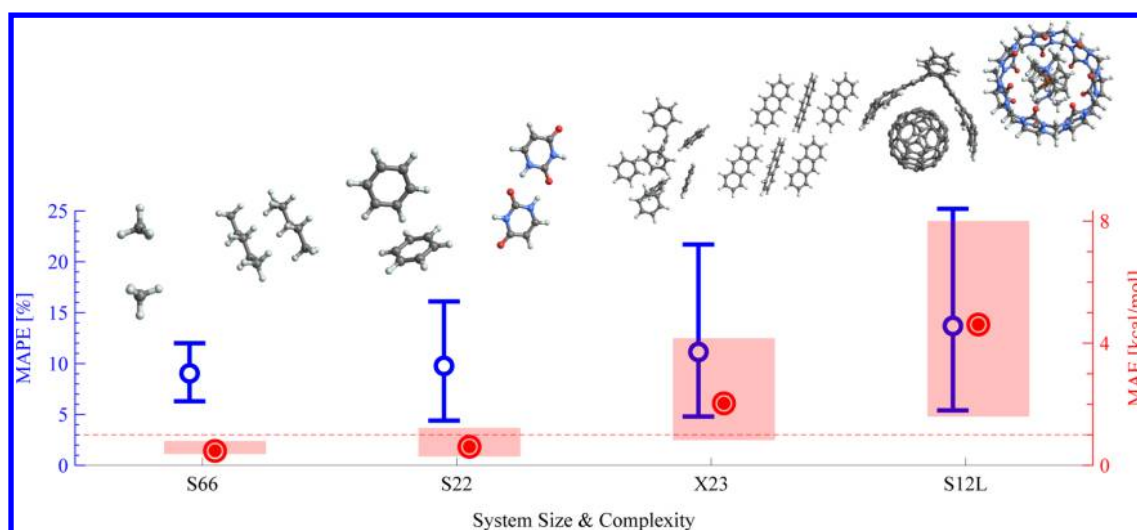 25
20
15
10
5
0
MAPE [%]
8
4
0
MAE [kcal/mol]
S66
S22
X23
S12L
System Size & Complexity